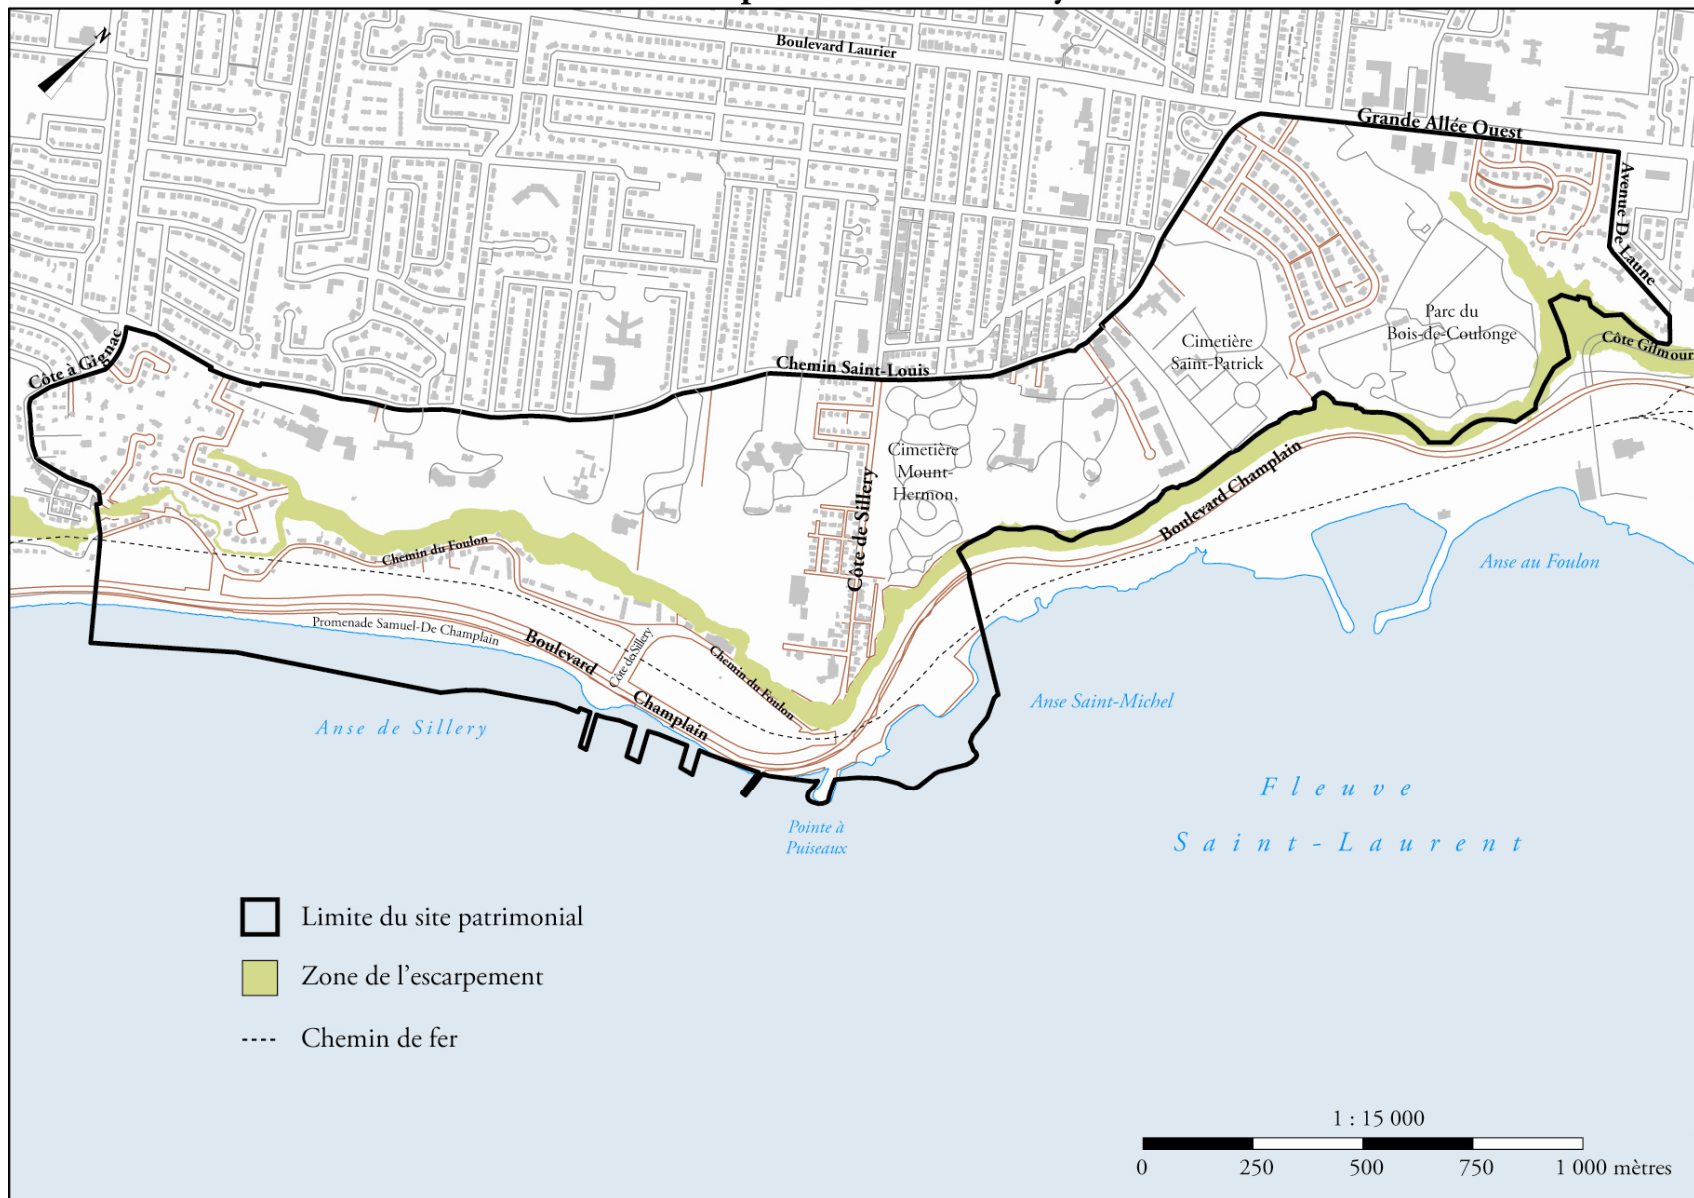 N
Boulevard Laurier
Grande Allée Ouest
Avenue De Laune
Côte à Gignac
Chemin Saint-Louis
Cimetière
Saint-Patrick
Parc du
Bois-de-Coulonge
Côte Gilmour
Cimetière
Mount-
Hermon,
Côte de Sillery
Boulevard Champlain
Chemin du Foulon
Anse au Foulon
Promenade Samuel-De Champlain
Boulevard
Champlain
Côte de Sillery
Chemin du Foulon
Anse de Sillery
Anse Saint-Michel
Pointe à
Puiseaux
Fleuve
Saint-Laurent
Limite du site patrimonial
Zone de l'escarpement
Chemin de fer
1 : 15 000
0 250 500 750 1 000 mètres